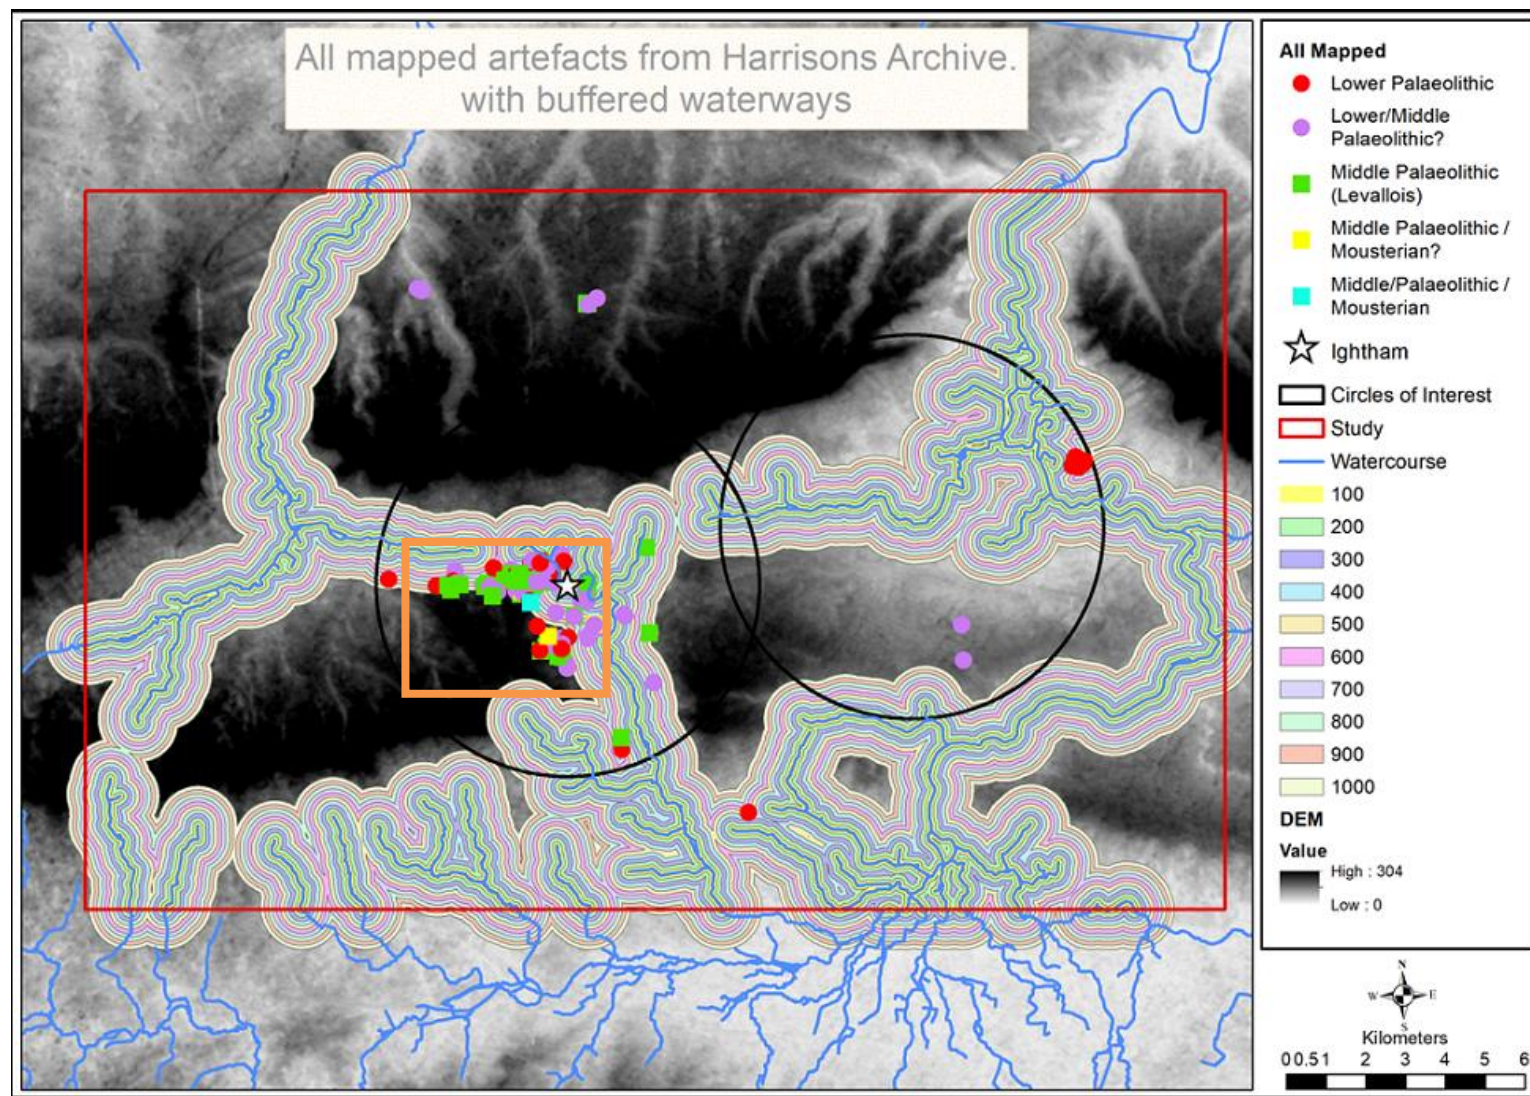 All mapped artefacts from Harrisons Archive.
with buffered waterways
All Mapped
Lower Palaeolithic
Lower/Middle
Palaeolithic?
Middle Palaeolithic
(Levallois)
Middle Palaeolithic /
Mousterian?
Middle/Palaeolithic /
Mousterian
Ightham
Circles of Interest
Study
Watercourse
100
200
300
400
500
600
700
800
900
1000
DEM
Value
High : 304
Low : 0
N
W E
S
Kilometers
0 0.5 1 2 3 4 5 6